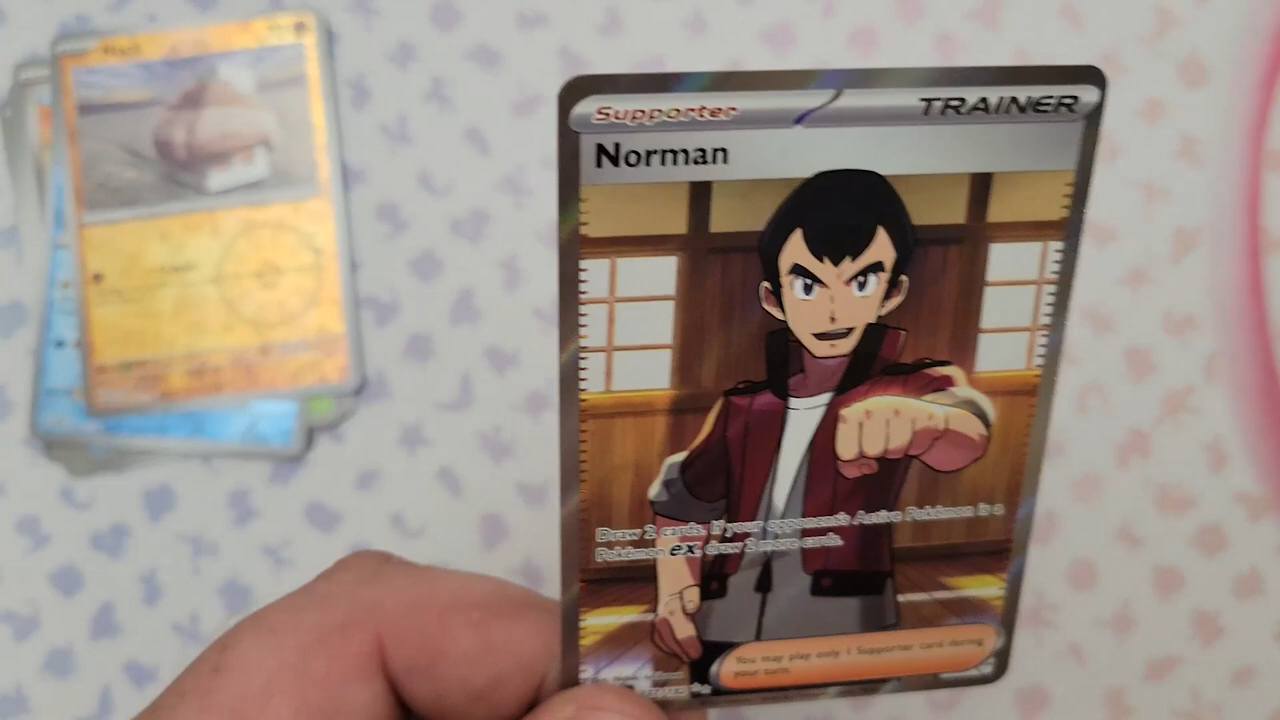 Supporter
TRAINER
Norman
Draw 2 cards. If your opponent's Active Pokémon is a
Pokémon ex, draw 2 more cards.
You may play only 1 Supporter card during
your turn.